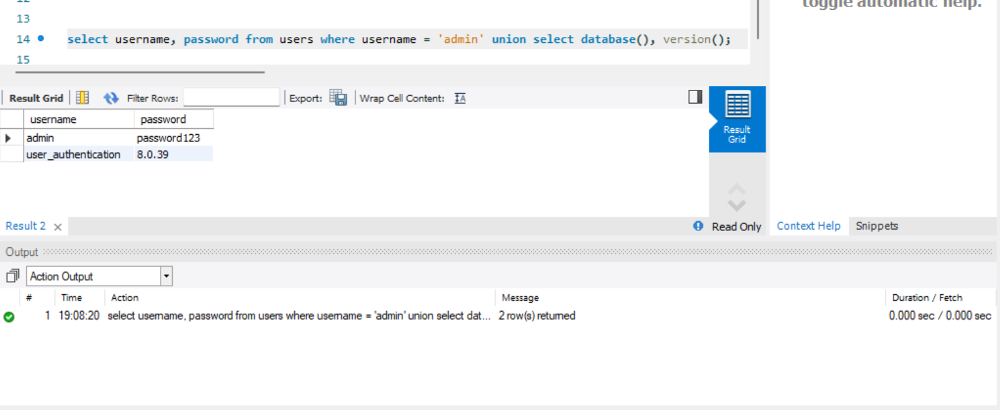 12
toggle automatic help.
13
14 select username, password from users where username = 'admin' union select database(), version();
15
Result Grid Filter Rows: Export: Wrap Cell Content: IA
username password
admin password123
user_authentication 8.0.39
Result
Grid
Result 2 Read Only Context Help Snippets
Output
Action Output
# Time Action Message Duration / Fetch
1 19:08:20 select username, password from users where username = 'admin' union select dat... 2 row(s) returned 0.000 sec / 0.000 sec